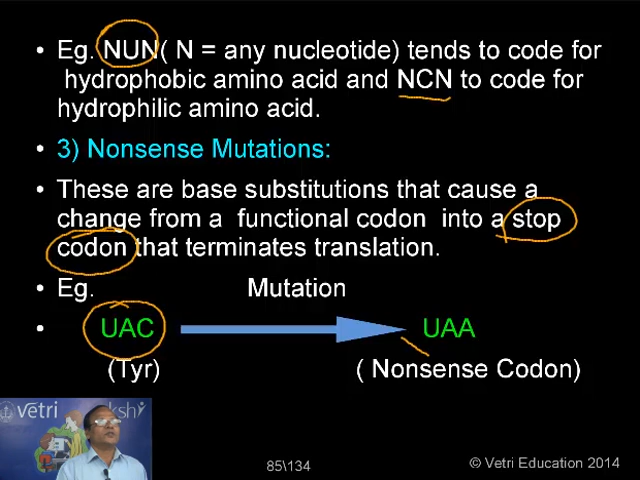 • Eg. NUN( N = any nucleotide) tends to code for
hydrophobic amino acid and NCN to code for
hydrophilic amino acid.
• 3) Nonsense Mutations:
• These are base substitutions that cause a
change from a functional codon into a stop
codon that terminates translation.
• Eg. Mutation
• UAC UAA
(Tyr) ( Nonsense Codon)
vetri
85\134 © Vetri Education 2014